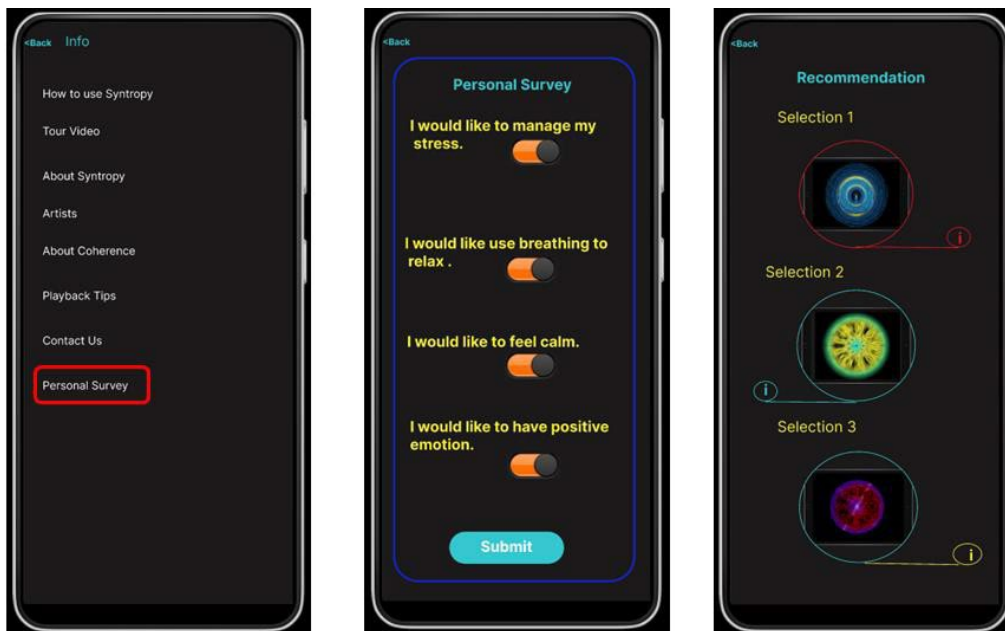 <Back Info
How to use Syntropy
Tour Video
About Syntropy
Artists
About Coherence
Playback Tips
Contact Us
Personal Survey
<Back
Personal Survey
I would like to manage my
stress.
I would like use breathing to
relax .
I would like to feel calm.
I would like to have positive
emotion.
Submit
<Back
Recommendation
Selection 1
i
Selection 2
i
Selection 3
i